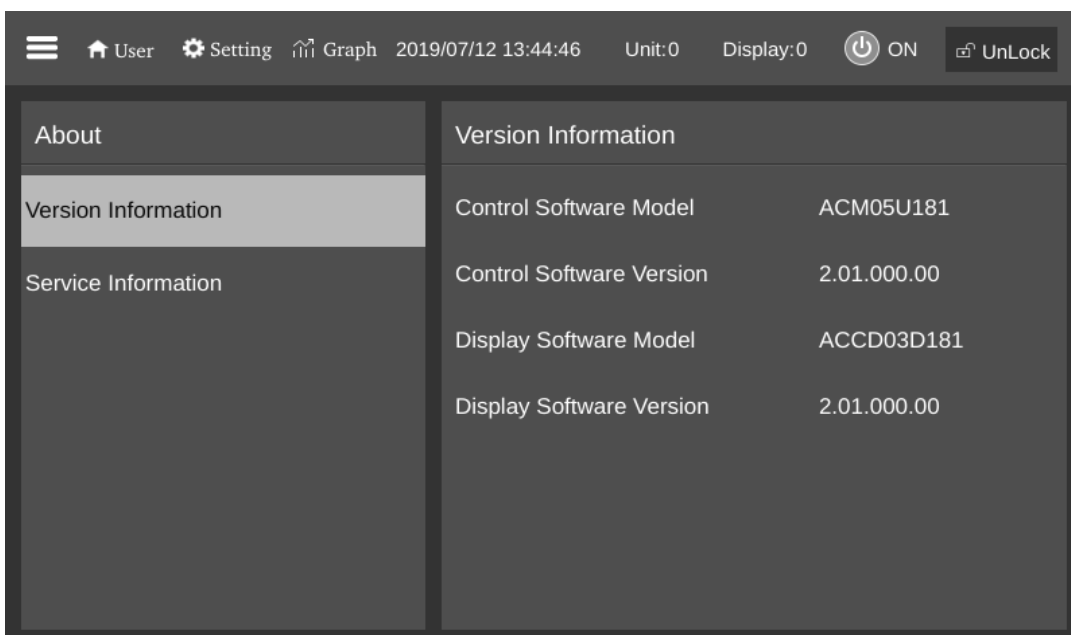 User Setting Graph 2019/07/12 13:44:46 Unit:0 Display:0 ON UnLock
About
Version Information
Service Information
Version Information
Control Software Model ACM05U181
Control Software Version 2.01.000.00
Display Software Model ACCD03D181
Display Software Version 2.01.000.00